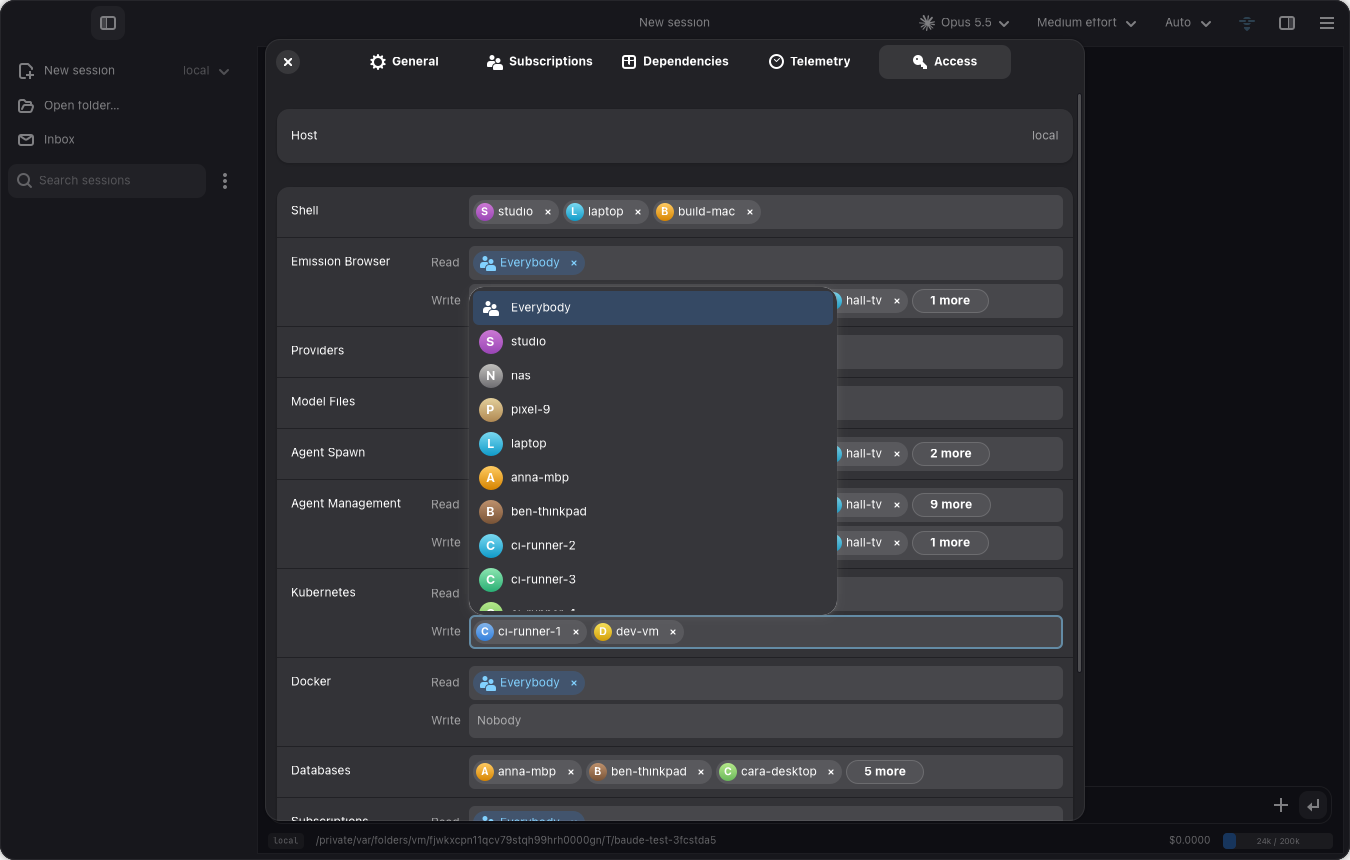 New session
Opus 5.5
Medium effort
Auto
New session
local
Open folder...
Inbox
Search sessions
General
Subscriptions
Dependencies
Telemetry
Access
Host
local
Shell
S studio ×
L laptop ×
B build-mac ×
Emission Browser
Read
Everybody ×
Write
hall-tv ×
1 more
Everybody
S studio
N nas
P pixel-9
L laptop
A anna-mbp
B ben-thinkpad
C ci-runner-2
C ci-runner-3
Providers
Model Files
Agent Spawn
hall-tv ×
2 more
Agent Management
Read
hall-tv ×
9 more
Write
hall-tv ×
1 more
Kubernetes
Read
Write
C ci-runner-1 ×
D dev-vm ×
Docker
Read
Everybody ×
Write
Nobody
Databases
A anna-mbp ×
B ben-thinkpad ×
C cara-desktop ×
5 more
Subscriptions
Everybody
local
/private/var/folders/vm/fjwkxcpn11qcv79stqh99hrh0000gn/T/baude-test-3fcstda5
$0.0000
24k / 200k